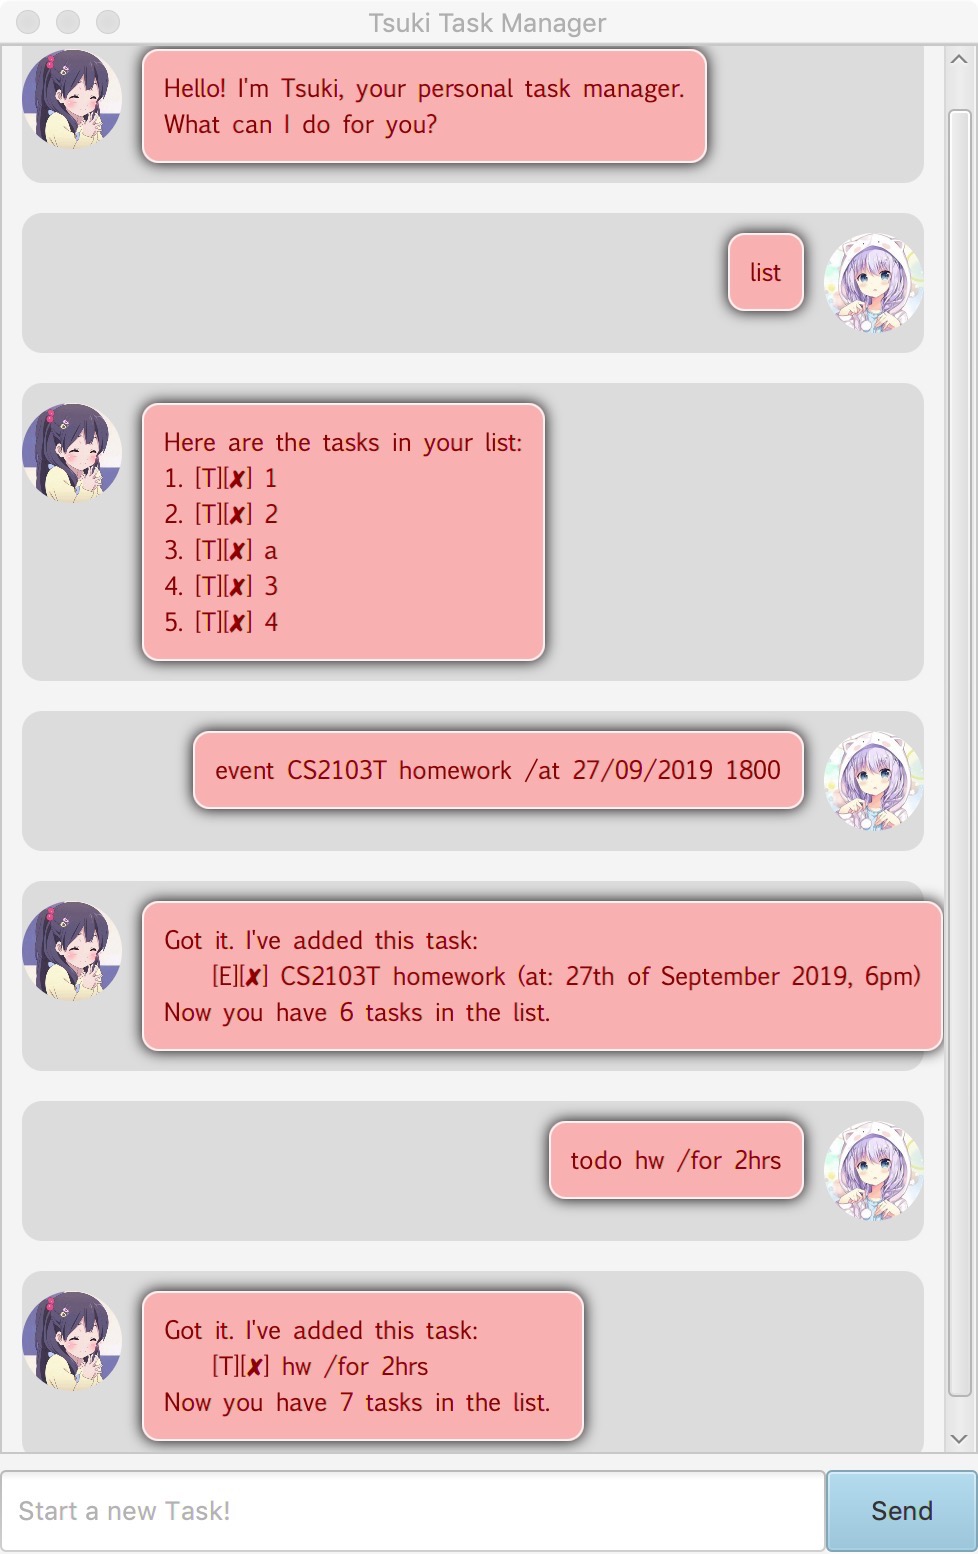 Tsuki Task Manager
Hello! I'm Tsuki, your personal task manager.
What can I do for you?
list
Here are the tasks in your list:
1. [T][✘] 1
2. [T][✘] 2
3. [T][✘] a
4. [T][✘] 3
5. [T][✘] 4
event CS2103T homework /at 27/09/2019 1800
Got it. I've added this task:
[E][✘] CS2103T homework (at: 27th of September 2019, 6pm)
Now you have 6 tasks in the list.
todo hw /for 2hrs
Got it. I've added this task:
[T][✘] hw /for 2hrs
Now you have 7 tasks in the list.
Start a new Task!
Send